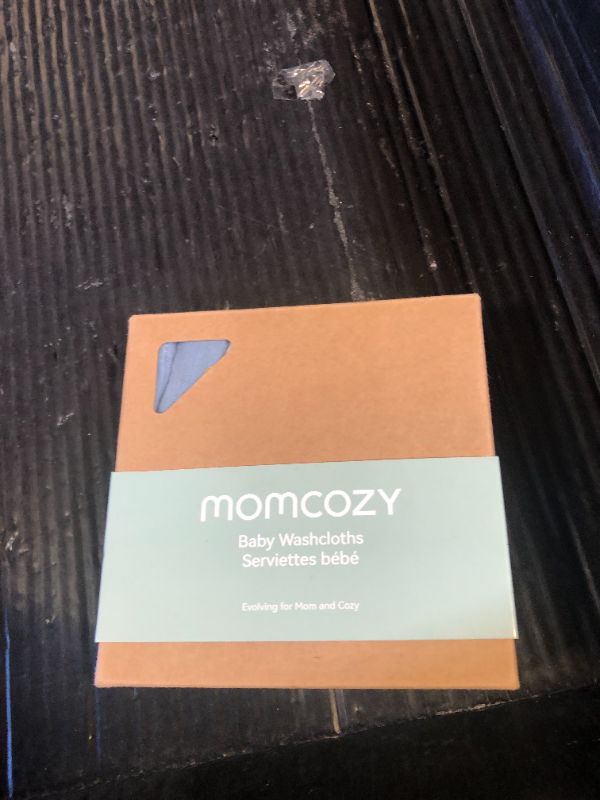 momcozy
Baby Washcloths
Serviettes bébé
Evolving for Mom and Cozy